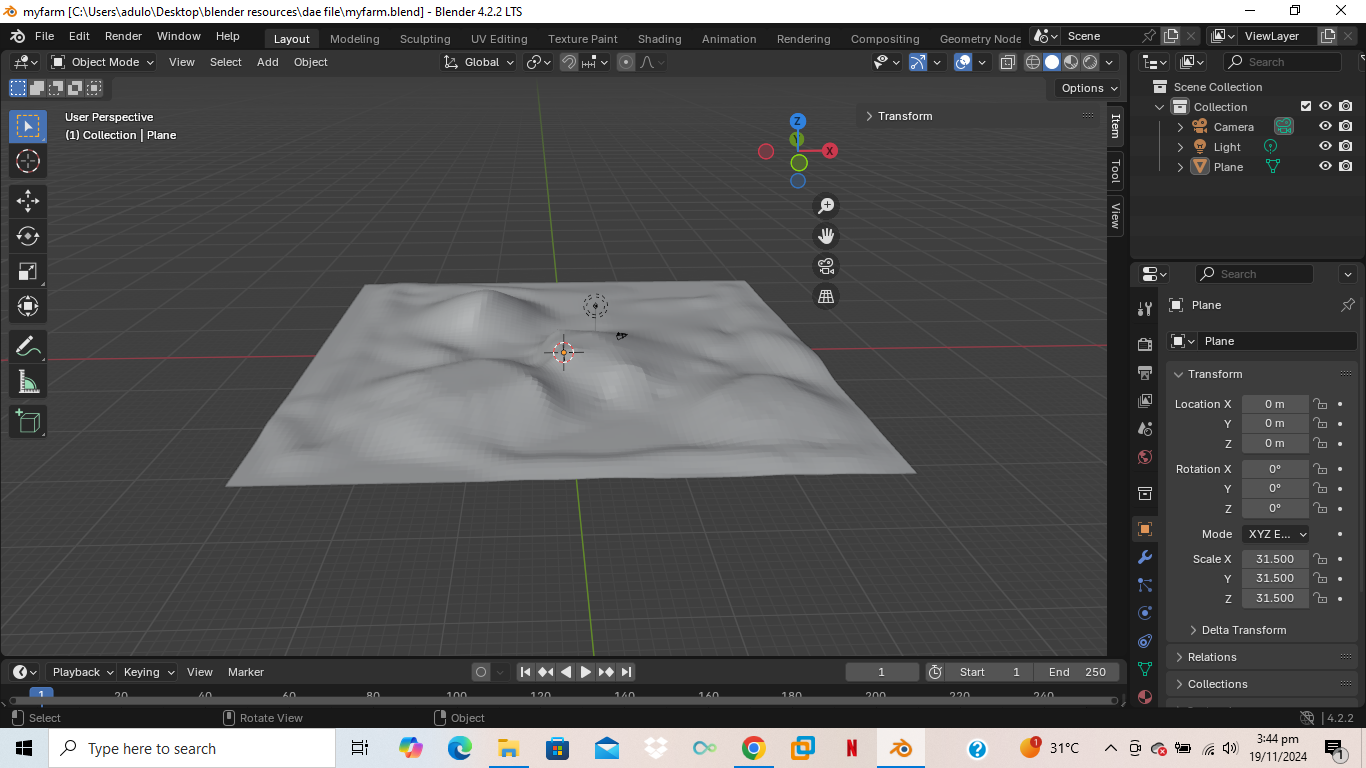 myfarm [C:\Users\adulo\Desktop\blender resources\dae file\myfarm.blend] - Blender 4.2.2 LTS
File Edit Render Window Help Layout Modeling Sculpting UV Editing Texture Paint Shading Animation Rendering Compositing Geometry Node Scene ViewLayer
Object Mode View Select Add Object Global Search
Options
Scene Collection
Collection
Camera
Light
Plane
User Perspective
(1) Collection | Plane
Transform
Z
Y
X
Item
Tool
View
Search
Plane
Plane
Transform
Location X 0 m
Y 0 m
Z 0 m
Rotation X 0°
Y 0°
Z 0°
Mode XYZ E...
Scale X 31.500
Y 31.500
Z 31.500
Delta Transform
Relations
Collections
Playback Keying View Marker 1 Start 1 End 250
1 20 40 60 80 100 120 140 160 180 200 220 240
Select Rotate View Object 4.2.2
Type here to search
N
?
1
31°C
3:44 pm
19/11/2024
1